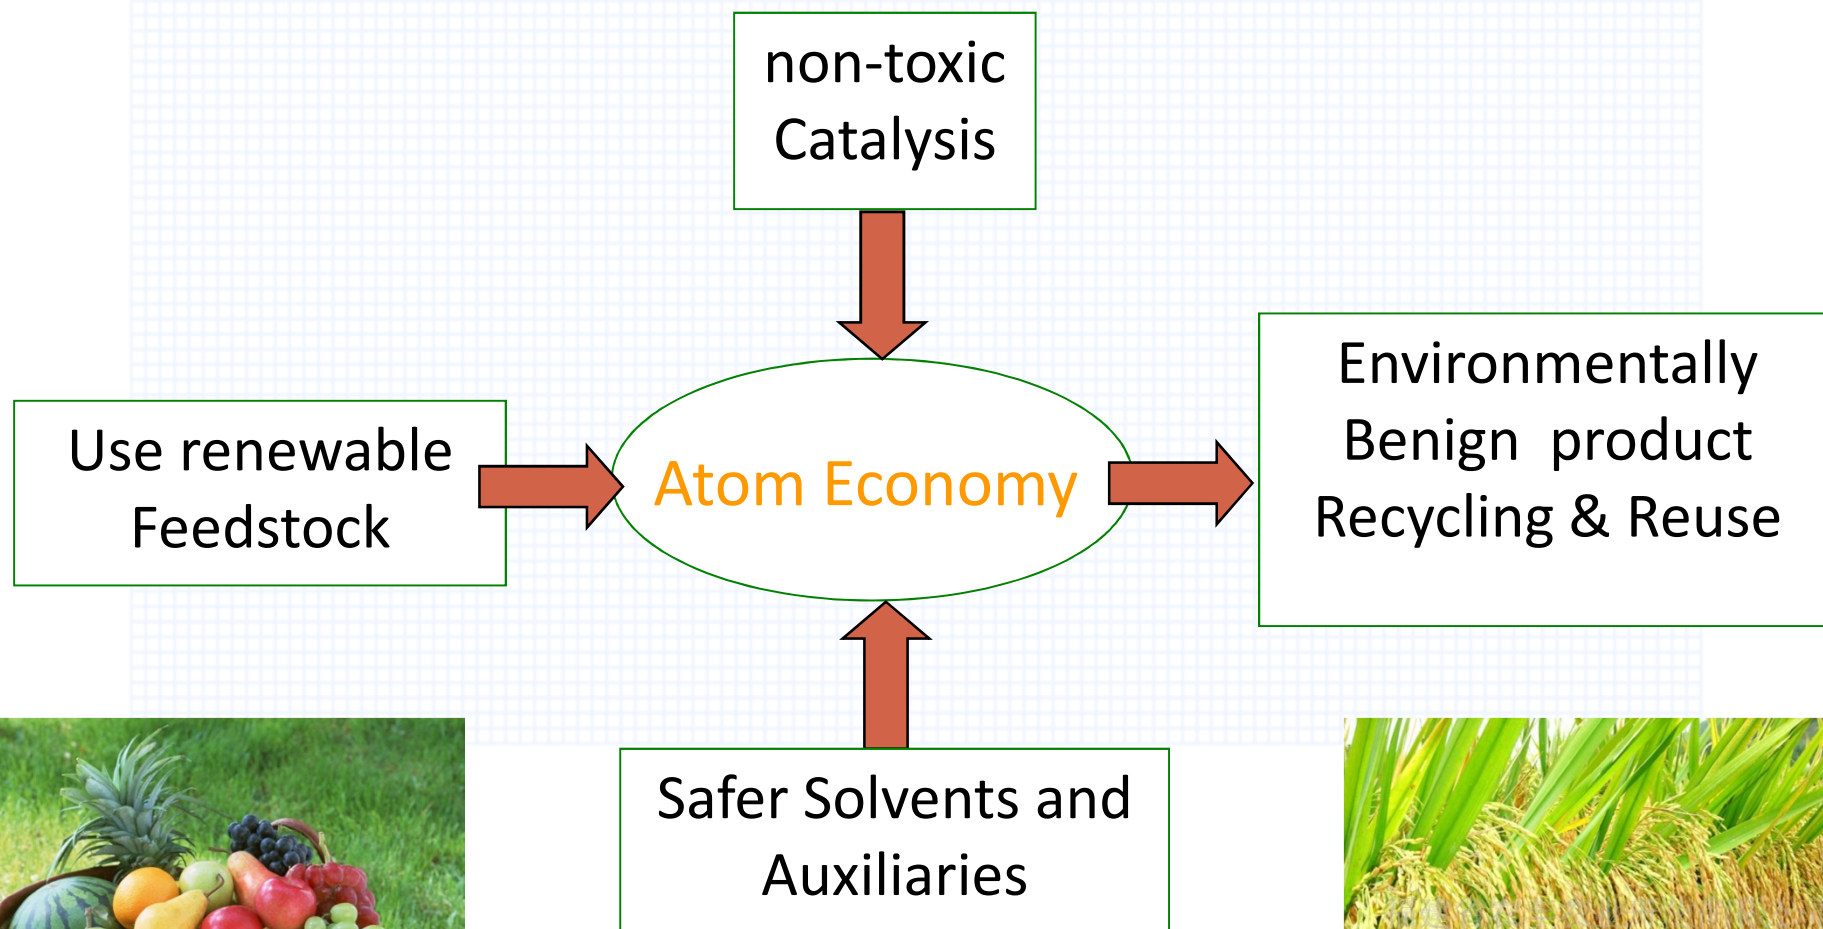 non-toxic
Catalysis
Use renewable
Feedstock
Atom Economy
Environmentally
Benign  product
Recycling & Reuse
Safer Solvents and
Auxiliaries